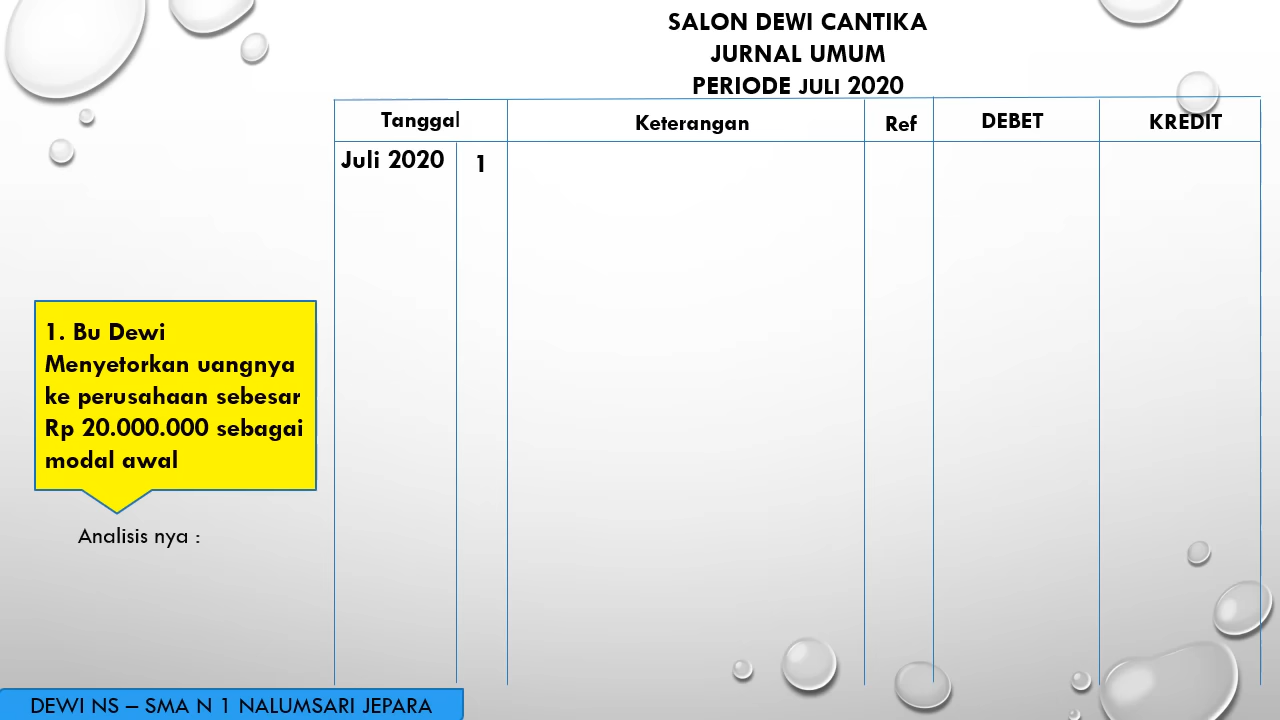 SALON DEWI CANTIKA
JURNAL UMUM
PERIODE JULI 2020
Tanggal Keterangan Ref DEBET KREDIT
Juli 2020 1
1. Bu Dewi
Menyetorkan uangnya
ke perusahaan sebesar
Rp 20.000.000 sebagai
modal awal
Analisis nya :
DEWI NS – SMA N 1 NALUMSARI JEPARA